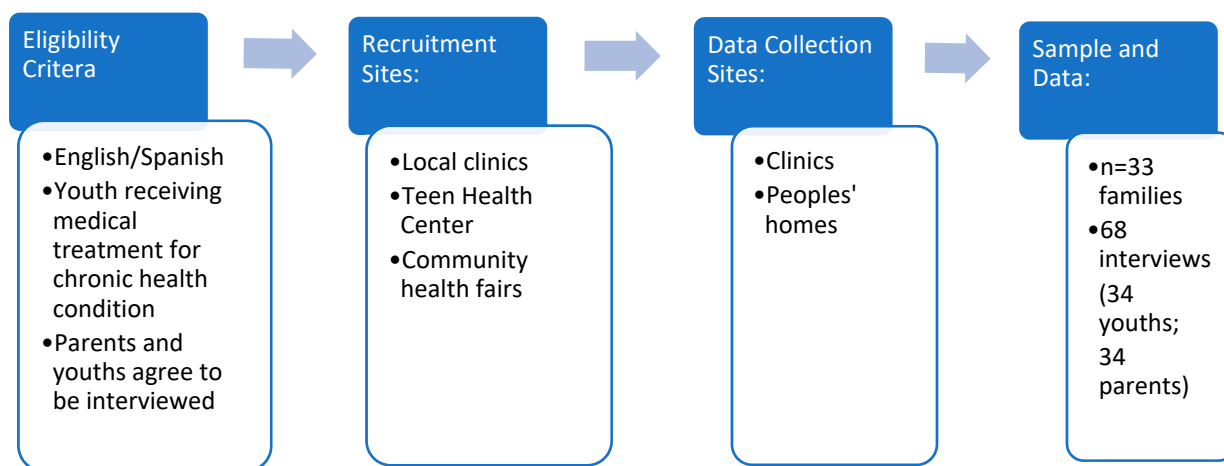 Eligibility
Critera
•English/Spanish
•Youth receiving
medical
treatment for
chronic health
condition
•Parents and
youths agree to
be interviewed
Recruitment
Sites:
•Local clinics
•Teen Health
Center
•Community
health fairs
Data Collection
Sites:
•Clinics
•Peoples'
homes
Sample and
Data:
•n=33
families
•68
interviews
(34
youths;
34
parents)